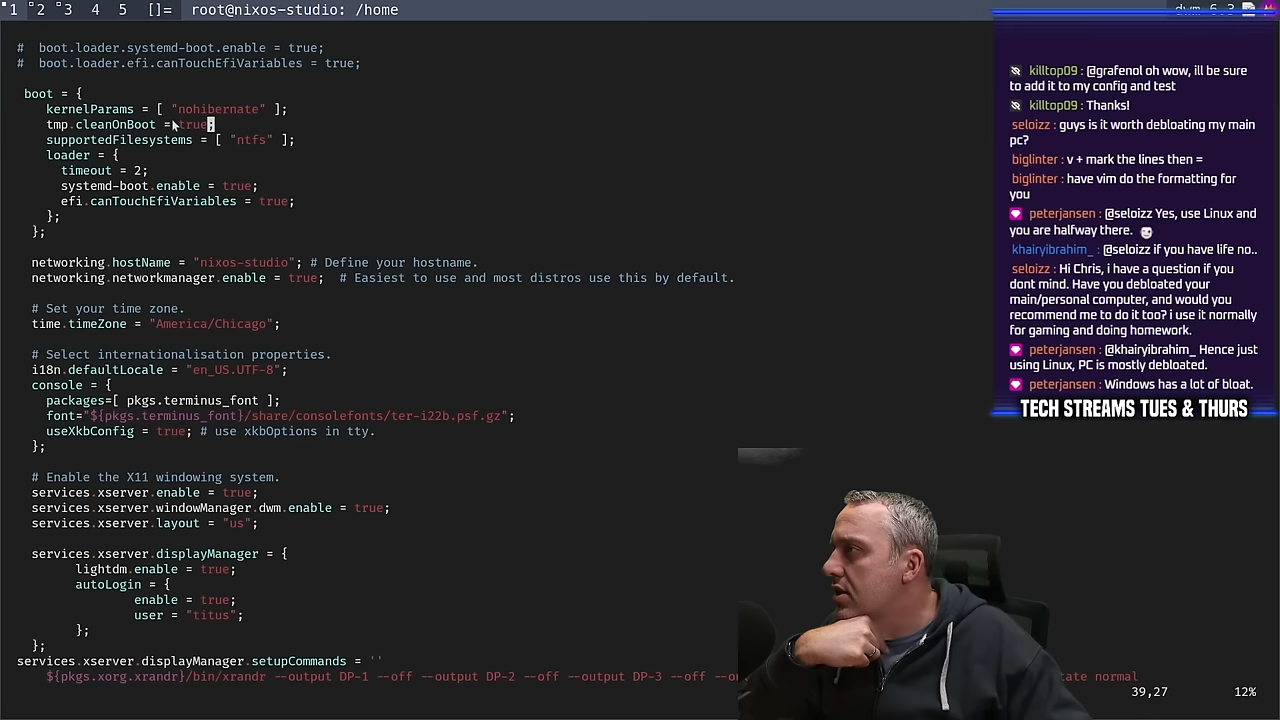 1 2 3 4 5 []= root@nixos-studio: /home
dwm 6.3
# boot.loader.systemd-boot.enable = true;
# boot.loader.efi.canTouchEfiVariables = true;
boot = {
kernelParams = [ "nohibernate" ];
tmp.cleanOnBoot = true;
supportedFilesystems = [ "ntfs" ];
loader = {
timeout = 2;
systemd-boot.enable = true;
efi.canTouchEfiVariables = true;
};
};
networking.hostName = "nixos-studio"; # Define your hostname.
networking.networkmanager.enable = true;  # Easiest to use and most distros use this by default.
# Set your time zone.
time.timeZone = "America/Chicago";
# Select internationalisation properties.
i18n.defaultLocale = "en_US.UTF-8";
console = {
packages=[ pkgs.terminus_font ];
font="${pkgs.terminus_font}/share/consolefonts/ter-i22b.psf.gz";
useXkbConfig = true; # use xkbOptions in tty.
};
# Enable the X11 windowing system.
services.xserver.enable = true;
services.xserver.windowManager.dwm.enable = true;
services.xserver.layout = "us";
services.xserver.displayManager = {
lightdm.enable = true;
autoLogin = {
enable = true;
user = "titus";
};
};
services.xserver.displayManager.setupCommands = ''
${pkgs.xorg.xrandr}/bin/xrandr --output DP-1 --off --output DP-2 --off --output DP-3 --off normal
39,27 12%
killtop09 : @grafenol oh wow, ill be sure
to add it to my config and test
killtop09 : Thanks!
seloizz : guys is it worth debloating my main
pc?
biglinter : v + mark the lines then =
biglinter : have vim do the formatting for
you
peterjansen : @seloizz Yes, use Linux and
you are halfway there.
khairyibrahim_ : @seloizz if you have life no..
seloizz : Hi Chris, i have a question if you
dont mind. Have you debloated your
main/personal computer, and would you
recommend me to do it too? i use it normally
for gaming and doing homework.
peterjansen : @khairyibrahim_ Hence just
using Linux, PC is mostly debloated.
peterjansen : Windows has a lot of bloat.
TECH STREAMS TUES & THURS